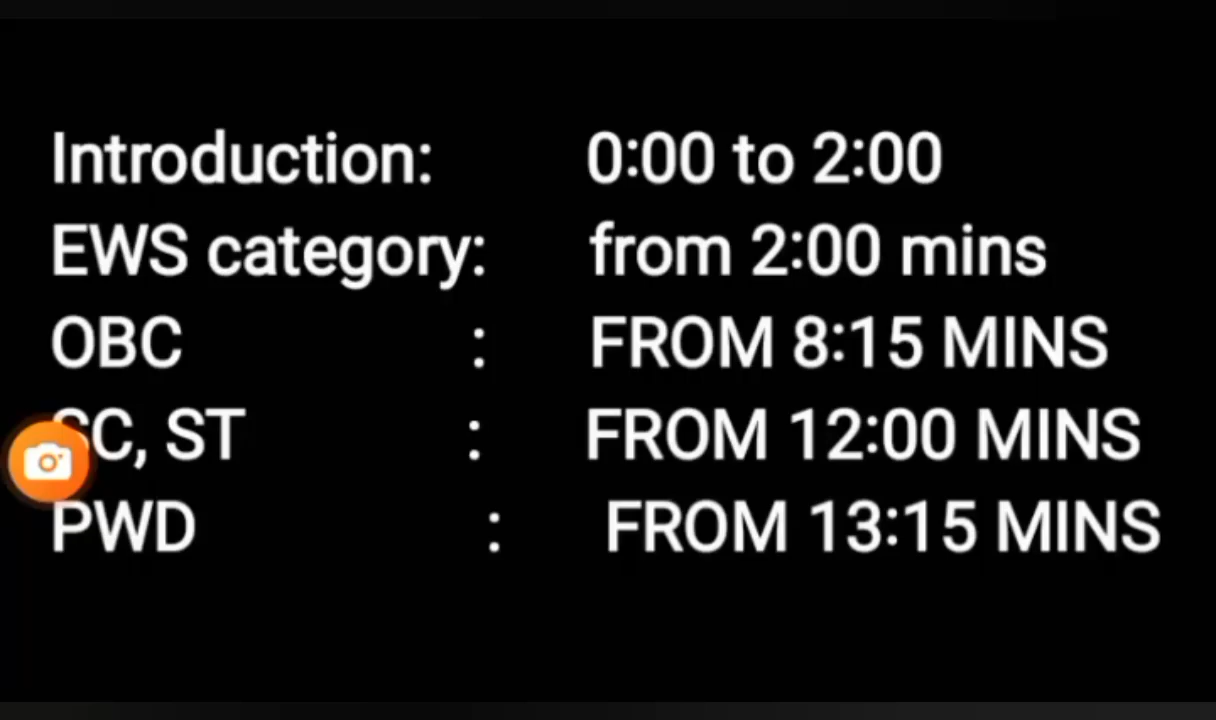 Introduction: 0:00 to 2:00
EWS category: from 2:00 mins
OBC : FROM 8:15 MINS
SC, ST : FROM 12:00 MINS
PWD : FROM 13:15 MINS